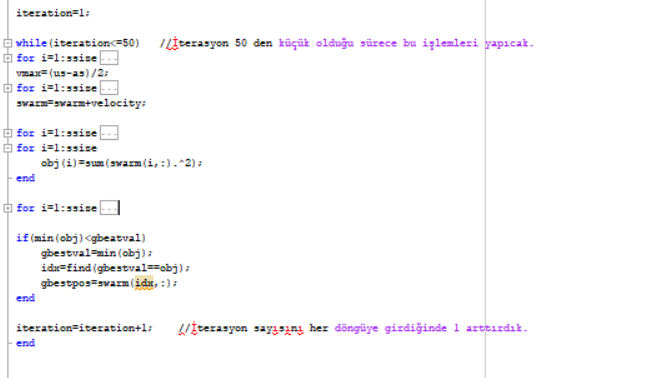 iteration=1;
while(iteration<=50) //İterasyon 50 den küçük olduğu sürece bu işlemleri yapıcak.
for i=1:ssize...
vmax=(us-as)/2;
for i=1:ssize...
swarm=swarm+velocity;
for i=1:ssize...
for i=1:ssize
obj(i)=sum(swarm(i,:).^2);
end
for i=1:ssize...
if(min(obj)<gbeatval)
gbestval=min(obj);
idx=find(gbestval==obj);
gbestpos=swarm(idx,:);
end
iteration=iteration+1; //İterasyon sayısını her döngüye girdiğinde 1 arttırdık.
end